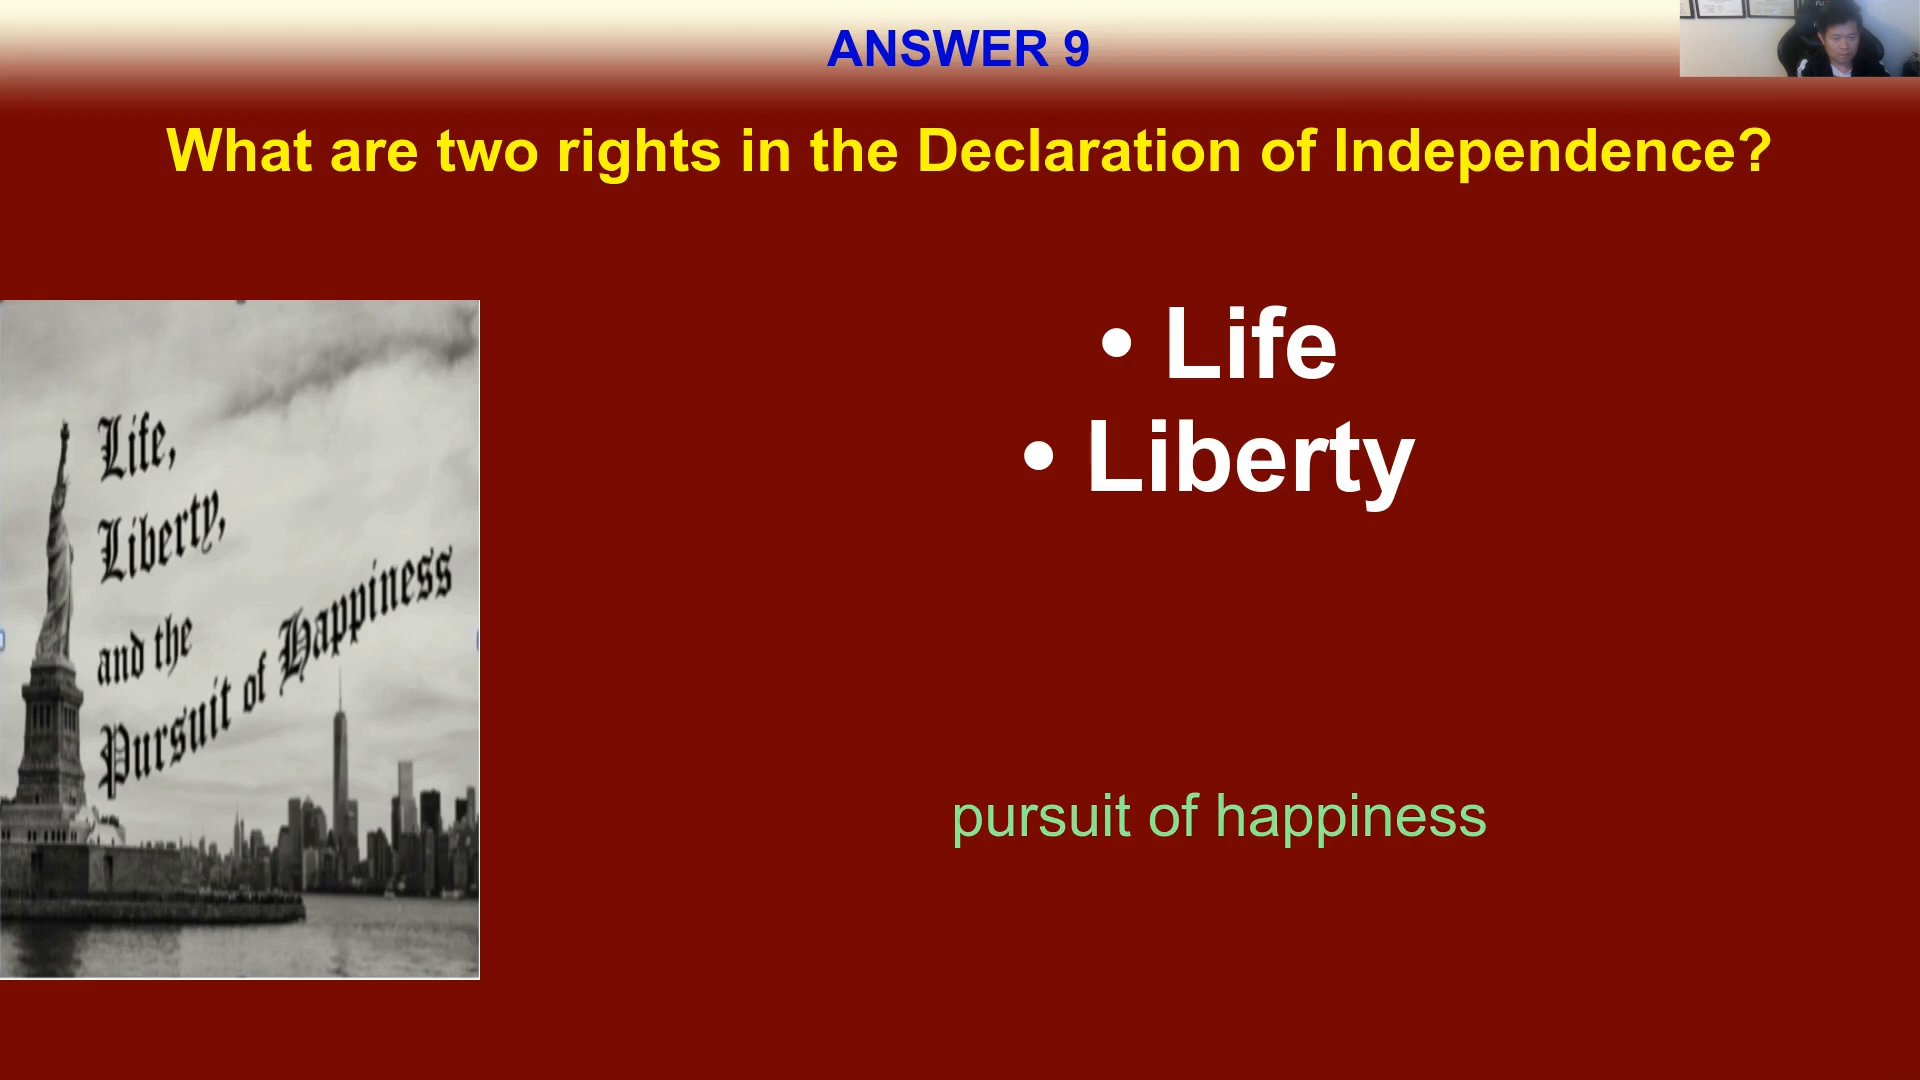 ANSWER 9
What are two rights in the Declaration of Independence?
Life,
Liberty,
and the
Pursuit of Happiness
• Life
• Liberty
pursuit of happiness